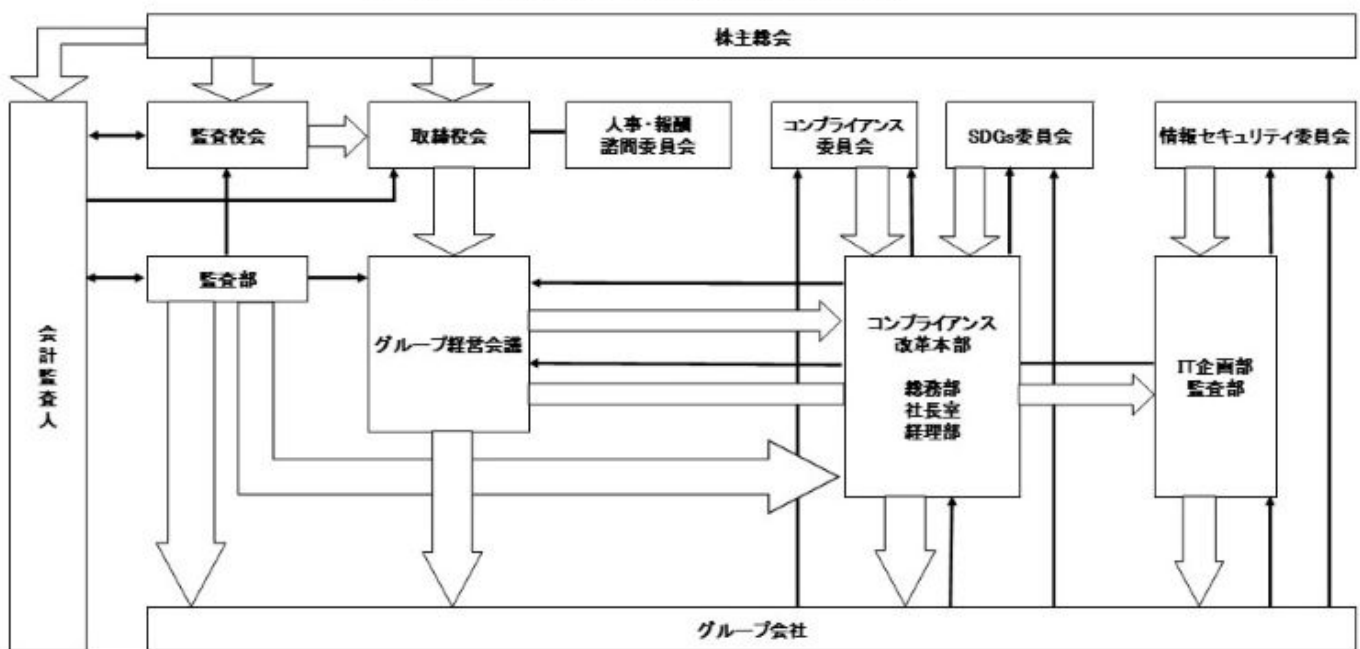 株主総会
監査役会
取締役会
人事・報酬
諮問委員会
コンプライアンス
委員会
SDGs委員会
情報セキュリティ委員会
監査部
会計監査人
グループ経営会議
コンプライアンス
改革本部
総務部
社長室
経理部
IT企画部
監査部
グループ会社